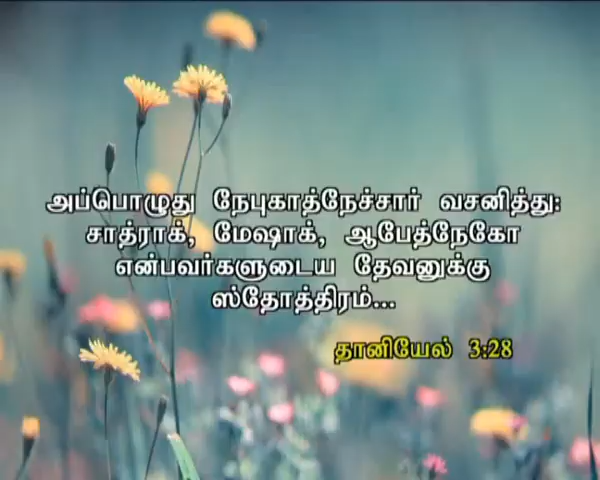 அப்பொழுது நேபுகாத்நேச்சார் வசனித்து:
சாத்ராக், மேஷாக், ஆபேத்நேகோ
என்பவர்களுடைய தேவனுக்கு
ஸ்தோத்திரம்...
தானியேல் 3:28